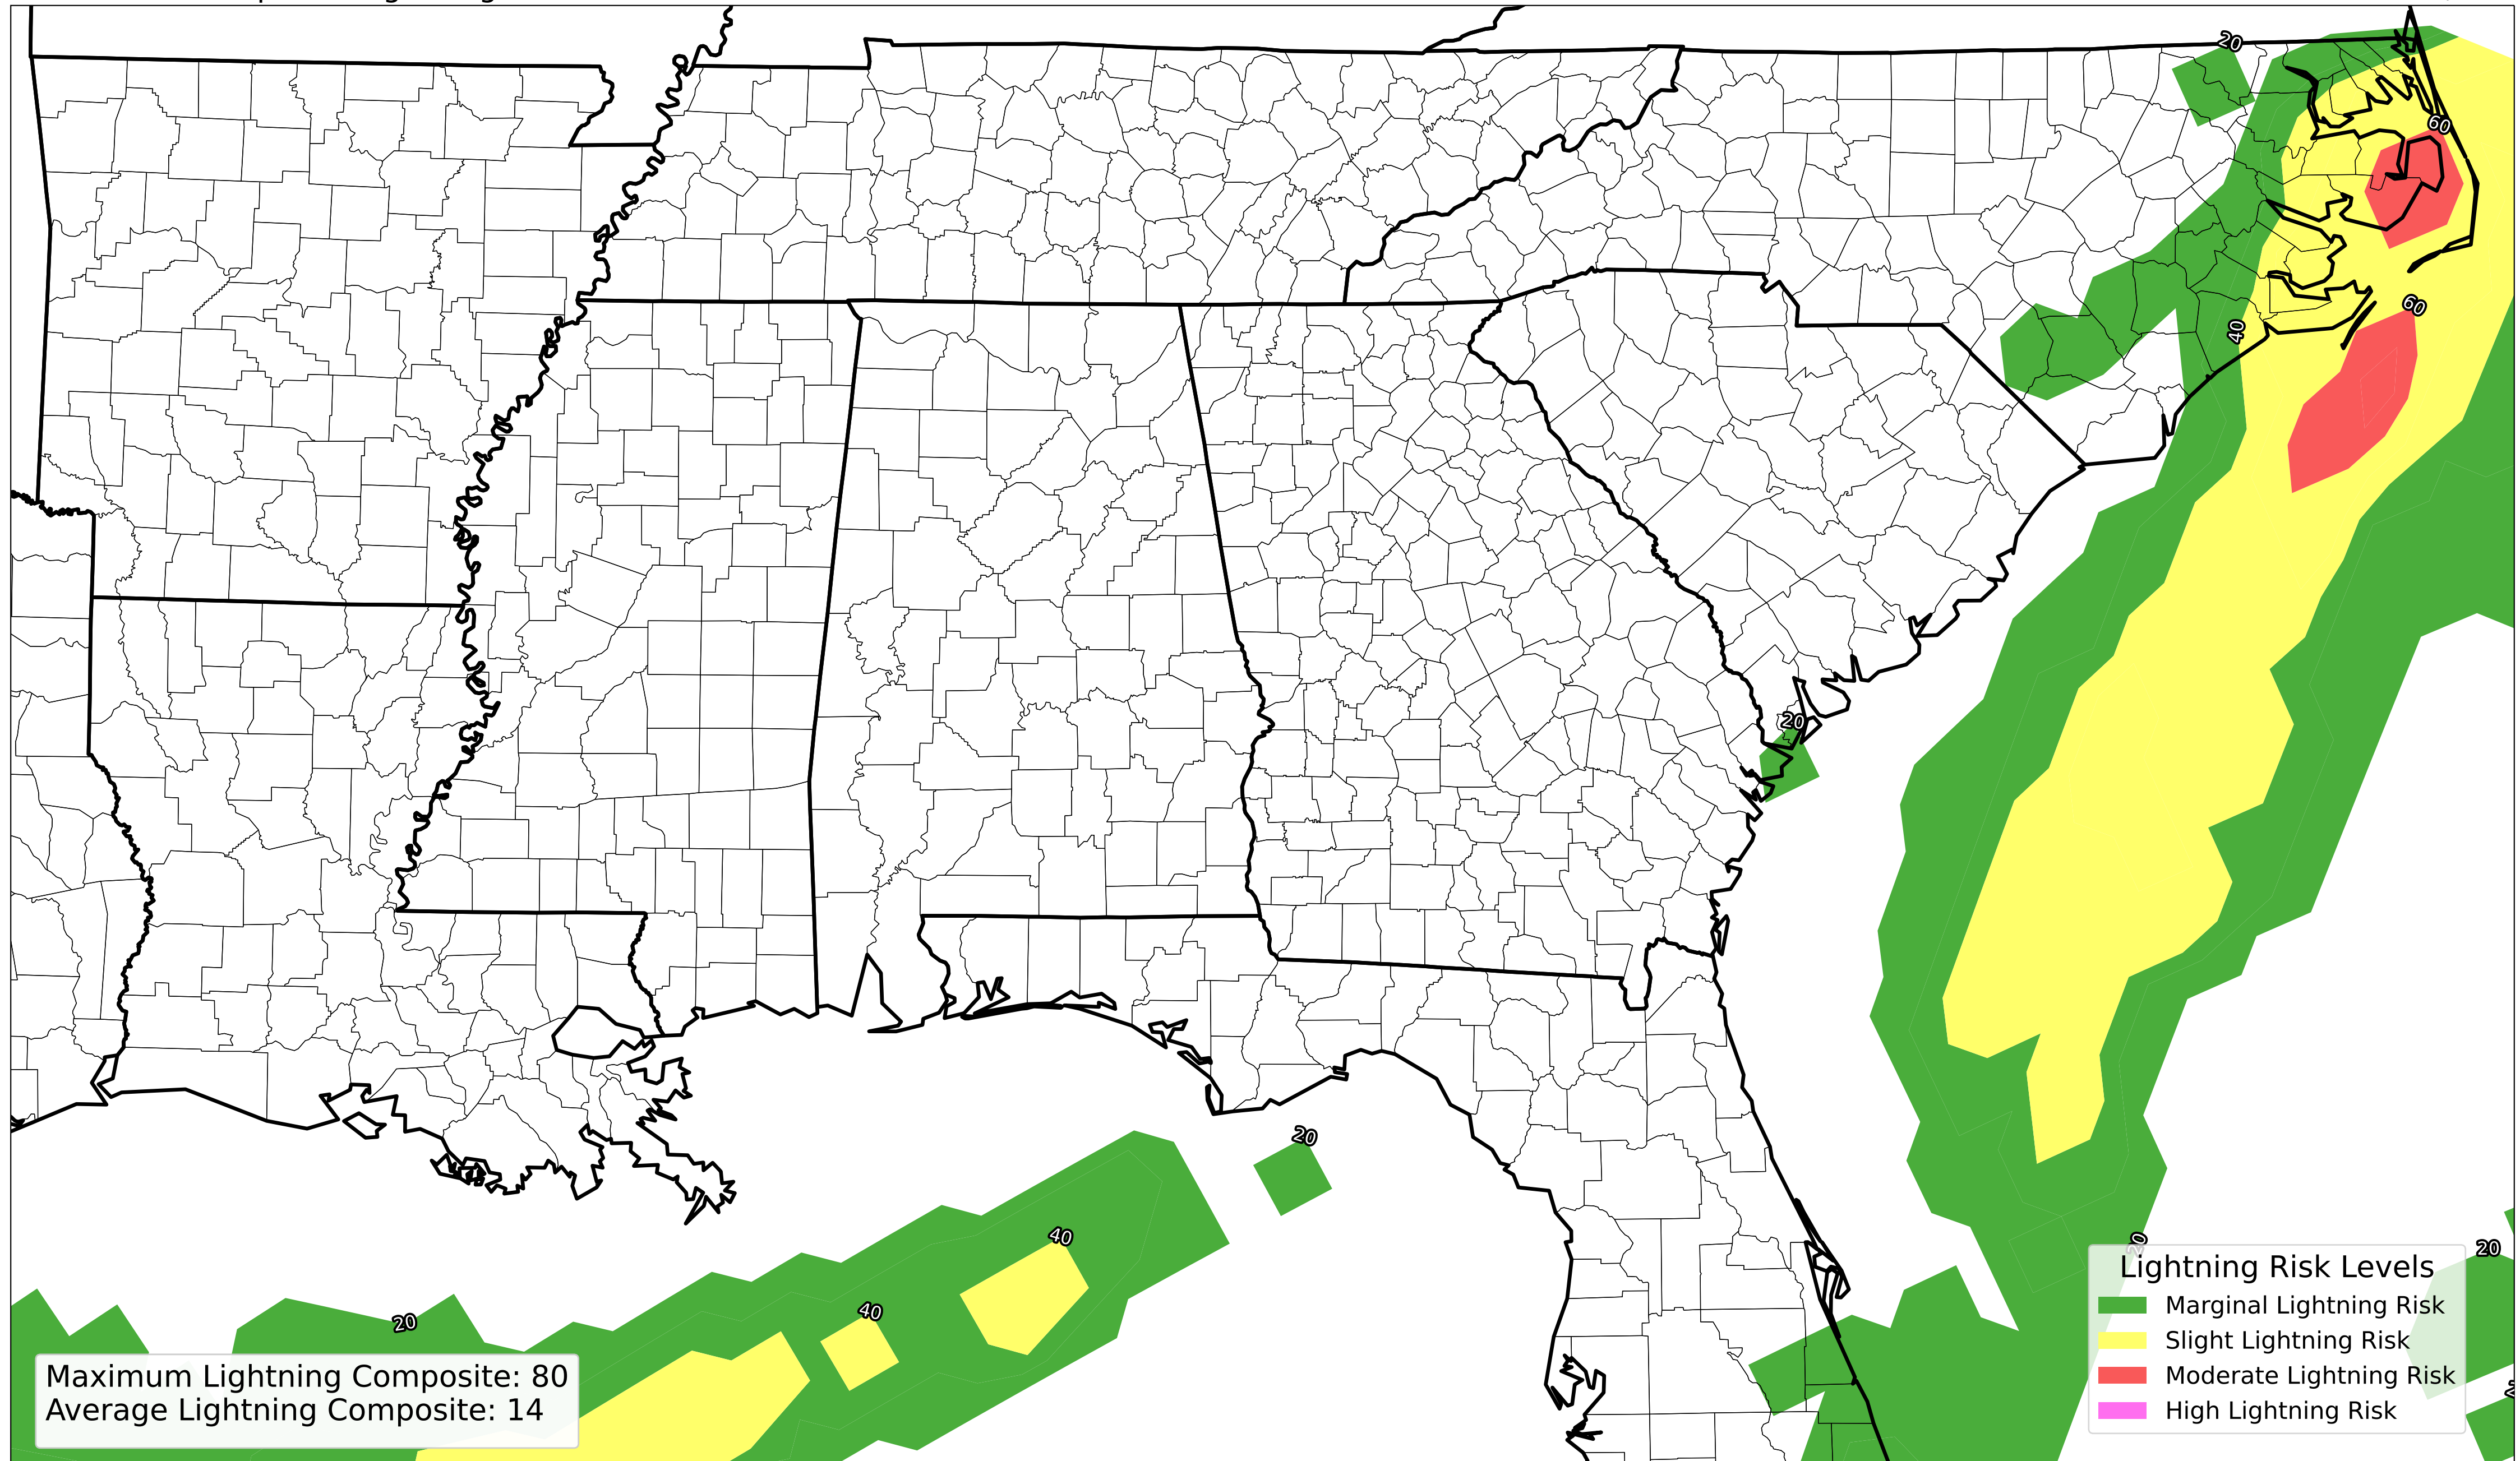 20
60
60
40
20
20
40
40
20
20
20
Lightning Risk Levels
Marginal Lightning Risk
Slight Lightning Risk
Moderate Lightning Risk
High Lightning Risk
Maximum Lightning Composite: 80
Average Lightning Composite: 14